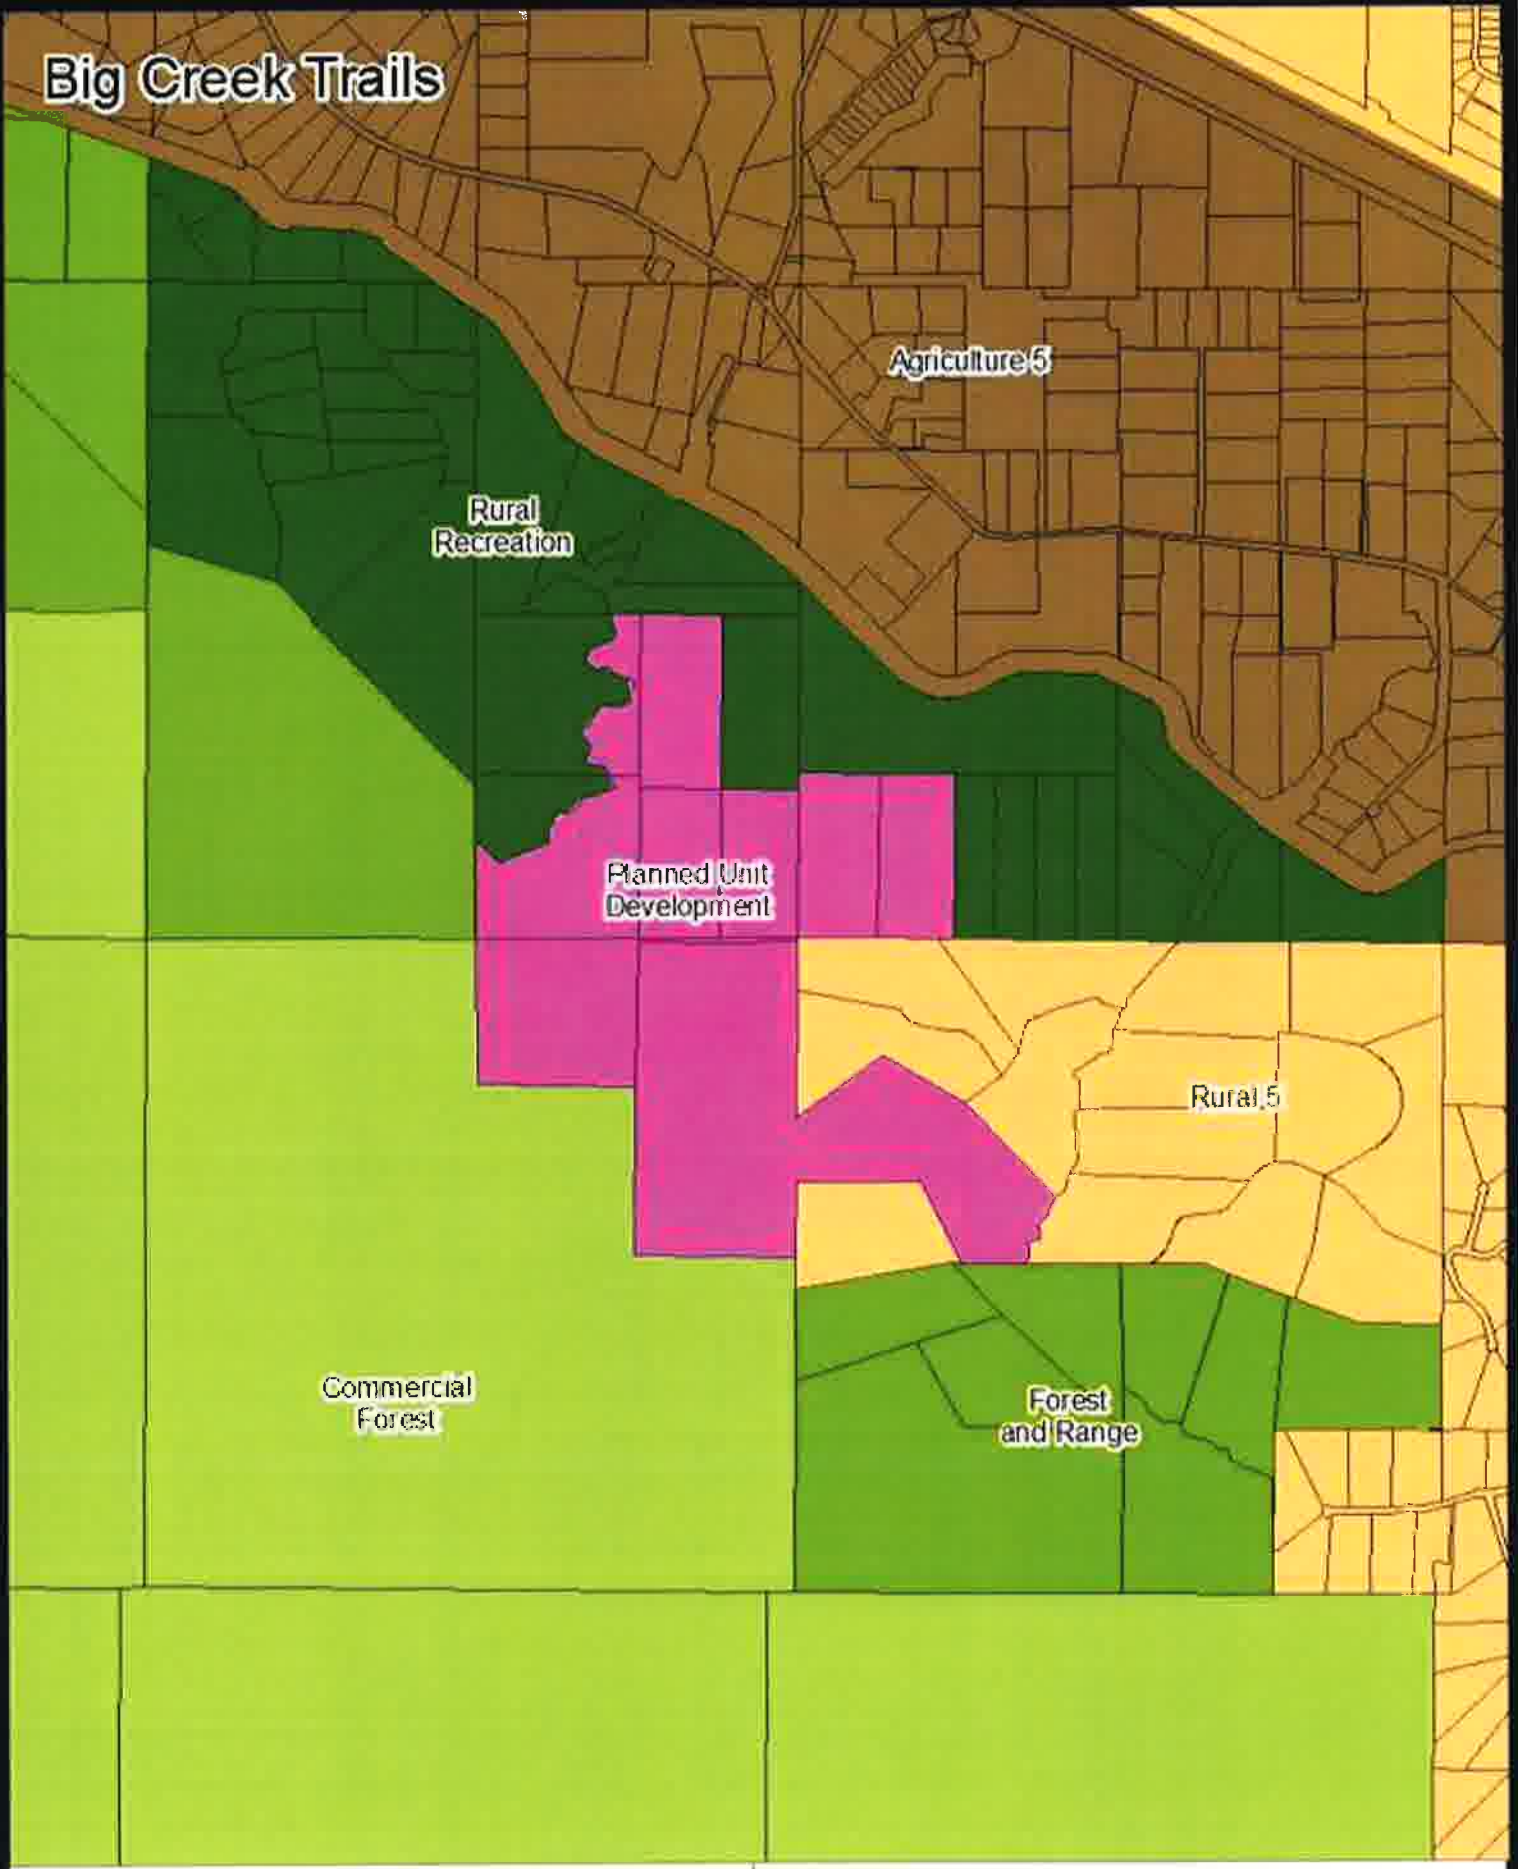 Big Creek Trails
Agriculture 5
Rural
Recreation
Planned Unit
Development
Rural 5
Commercial
Forest
Forest
and Range